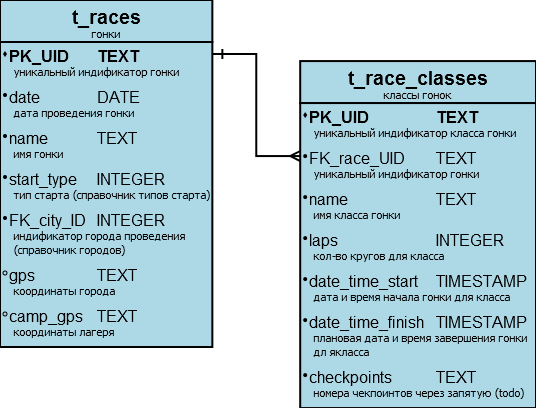 t_races
гонки
PK_UID TEXT
уникальный индификатор гонки
date DATE
дата проведения гонки
name TEXT
имя гонки
start_type INTEGER
тип старта (справочник типов старта)
FK_city_ID INTEGER
индификатор города проведения
(справочник городов)
gps TEXT
координаты города
camp_gps TEXT
координаты лагеря
t_race_classes
классы гонок
PK_UID TEXT
уникальный индификатор класса гонки
FK_race_UID TEXT
уникальный индификатор гонки
name TEXT
имя класса гонки
laps INTEGER
кол-во кругов для класса
date_time_start TIMESTAMP
дата и время начала гонки для класса
date_time_finish TIMESTAMP
плановая дата и время завершения гонки
дл якласса
checkpoints TEXT
номера чекпоинтов через запятую (todo)